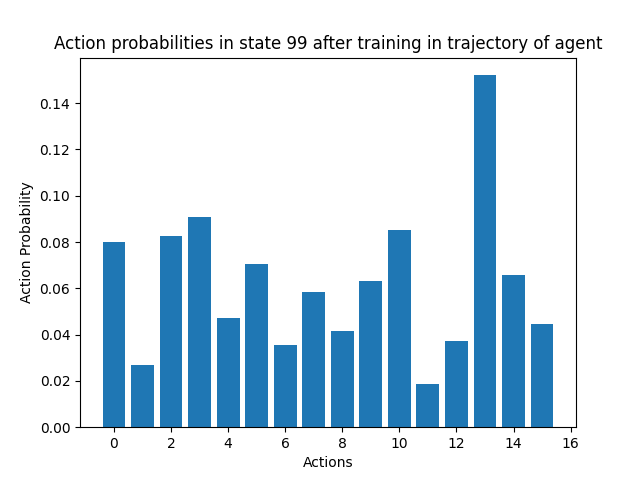 Action probabilities in state 99 after training in trajectory of agent
0.14
0.12
0.10
0.08
0.06
0.04
0.02
0.00
Action Probability
0 2 4 6 8 10 12 14 16
Actions